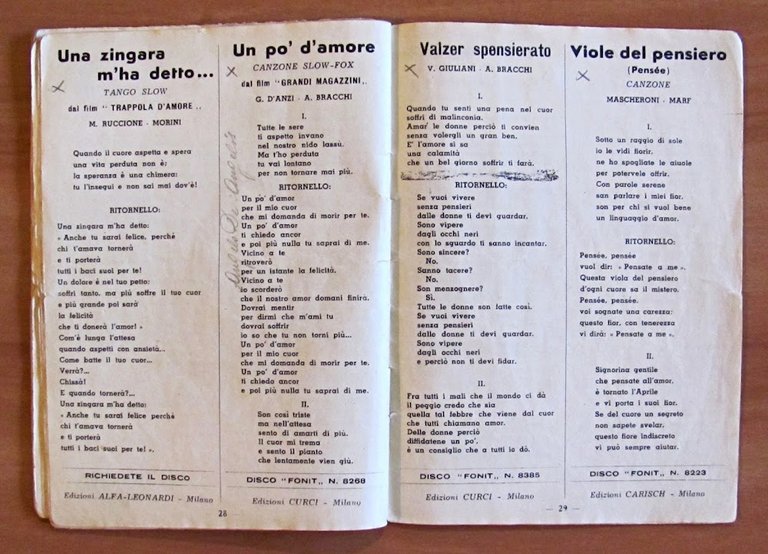 Una zingara
m'ha detto...
TANGO SLOW
dal film "TRAPPOLA D'AMORE„
M. RUCCIONE - MORINI
Quando il cuore aspetta e spera
una vita perduta non è;
la speranza è una chimera:
tu l'insegui e non sai mai dov'è!
RITORNELLO:
Una zingara m'ha detto:
« Anche tu sarai felice, perchè
chi t'amava tornerà
e ti porterà
tutti i baci suoi per te!
Un dolore è nel tuo petto:
soffri tanto, ma più soffre il tuo cuor
e più grande poi sarà
la felicità
che ti donerà l'amor! »
Com'è lunga l'attesa
quando aspetti con ansietà...
Come batte il tuo cuor...
Verrà?...
Chissà!
E quando tornerà?...
Una zingara m'ha detto:
« Anche tu sarai felice perchè
chi t'amava tornerà
e ti porterà
tutti i baci suoi per te! ».
RICHIEDETE IL DISCO
Edizioni ALFA-LEONARDI - Milano
Un po' d'amore
CANZONE SLOW-FOX
dal film "GRANDI MAGAZZINI„
G. D'ANZI - A. BRACCHI
I.
Tutte le sere
ti aspetto invano
nel nostro nido lassù.
Ma t'ho perduta
tu vai lontano
per non tornare mai più.
RITORNELLO:
Un po' d'amor
per il mio cuor
che mi domanda di morir per te.
Un po' d'amor
ti chiedo ancor
e poi più nulla tu saprai di me.
Vicino a te
ritroverò
per un istante la felicità.
Vicino a te
io scorderò
che il nostro amor domani finirà.
Dovrai mentir
per dirmi che m'ami tu
dovrai soffrir
io so che tu non torni più...
Un po' d'amor
per il mio cuor
che mi domanda di morir per te.
Un po' d'amor
ti chiedo ancor
e poi più nulla tu saprai di me.
II.
Son così triste
ma nell'attesa
sento di amarti di più.
Il cuor mi trema
e sento il pianto
che lentamente vien giù.
DISCO "FONIT„ N. 8268
Edizioni CURCI - Milano
28
Valzer spensierato
V. GIULIANI - A. BRACCHI
I.
Quando tu senti una pena nel cuor
soffri di malinconia.
Amar le donne perciò ti convien
senza volergli un gran ben.
E' l'amore si sa
una calamità
che un bel giorno soffrir ti farà.
RITORNELLO:
Se vuoi vivere
senza pensieri
dalle donne ti devi guardar.
Sono vipere
dagli occhi neri
con lo sguardo ti sanno incantar.
Sono sincere?
No.
Sanno tacere?
No.
Son menzognere?
Sì.
Tutte le donne son fatte così.
Se vuoi vivere
senza pensieri
dalle donne ti devi guardar.
Sono vipere
dagli occhi neri
e perciò non ti devi fidar.
II.
Fra tutti i mali che il mondo ci dà
il peggio credo che sia
quella tal febbre che viene dal cuor
che tutti chiamano amor.
Delle donne perciò
diffidatene un po',
è un consiglio che a tutti io dò.
DISCO "FONIT„ N. 8385
Edizioni CURCI - Milano
— 29 —
Viole del pensiero
(Pensée)
CANZONE
MASCHERONI - MARF
I.
Sotto un raggio di sole
io le vidi fiorir.
ne ho spogliate le aiuole
per potervele offrir.
Con parole serene
san parlare i miei fior.
son per chi si vuol bene
un linguaggio d'amor.
RITORNELLO:
Pensée, pensée
vuol dir: « Pensate a me ».
Questa viola del pensiero
d'ogni cuore sa il mistero.
Pensée, pensée,
voi sognate una carezza:
questo fior, con tenerezza
vi dirà: « Pensate a me ».
II.
Signorina gentile
che pensate all'amor,
è tornato l'Aprile
e vi porta i suoi fior.
Se del cuore un segreto
non sapete svelar,
questo fiore indiscreto
vi può sempre aiutar.
DISCO "FONIT„ N. 8223
Edizioni CARISCH - Milano